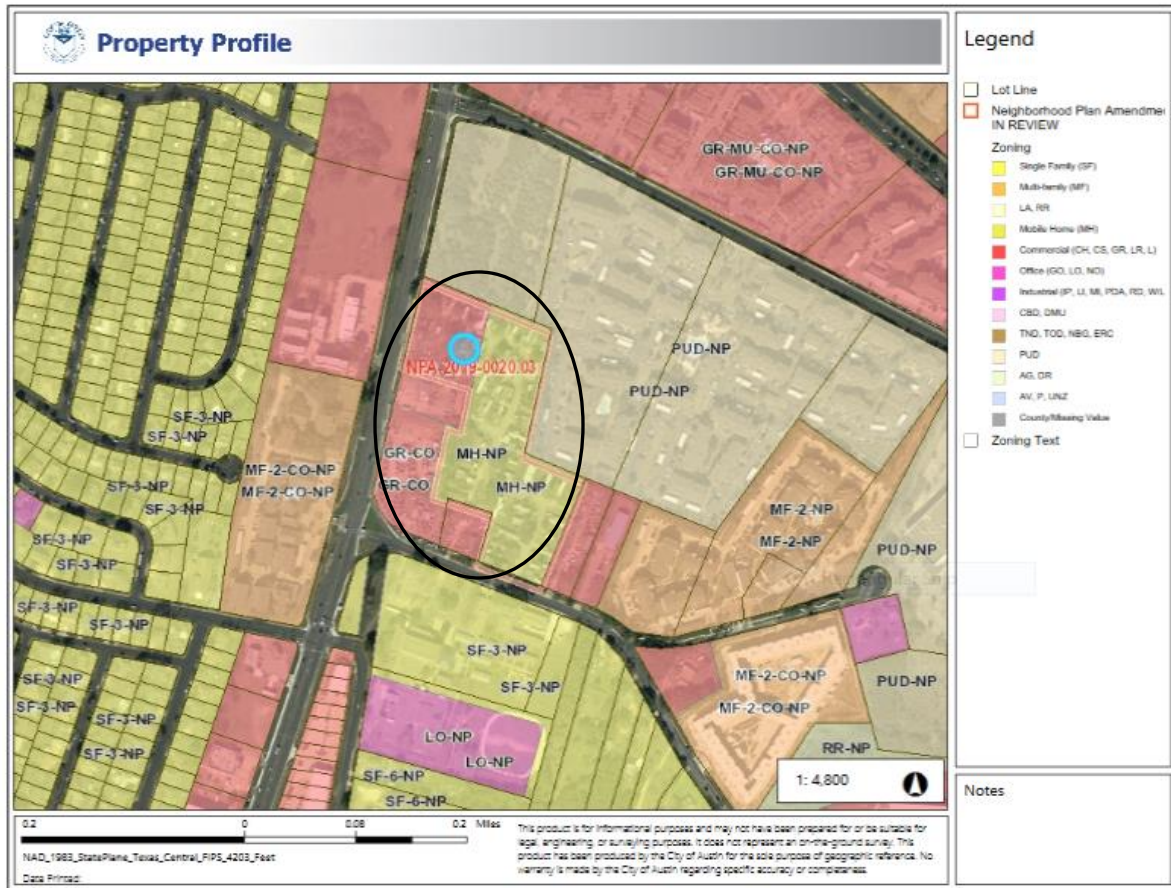 Property Profile
Legend
Lot Line
Neighborhood Plan Amendmen
IN REVIEW
Zoning
Single Family (SF)
Multi-family (MF)
LA, RR
Mobile Home (MH)
Commercial (CH, CS, GR, LR, L)
Office (GO, LO, NO)
Industrial (IP, LI, MI, PDA, RD, W/L
CBD, DMU
TND, TOD, NBG, ERC
PUD
AG, DR
AV, P, UNZ
County/Missing Value
Zoning Text
GR-MU-CO-NP
GR-MU-CO-NP
PUD-NP
PUD-NP
NPA-2019-0020.03
SF-3-NP
SF-3-NP
MF-2-CO-NP
MF-2-CO-NP
GR-CO
GR-CO
MH-NP
MH-NP
SF-3-NP
SF-3-NP
SF-3-NP
SF-3-NP
MF-2-NP
MF-2-NP
PUD-NP
SF-3-NP
SF-3-NP
SF-3-NP
SF-3-NP
SF-3-NP
SF-3-NP
SF-3-NP
SF-3-NP
MF-2-CO-NP
MF-2-CO-NP
PUD-NP
LO-NP
LO-NP
RR-NP
SF-6-NP
SF-6-NP
1: 4,800
Notes
0.2 0 0.08 0.2 Miles
NAD_1983_StatePlane_Texas_Central_FIPS_4203_Feet
Date Printed:
This product is for informational purposes and may not have been prepared for or be suitable for
legal, engineering, or surveying purposes. It does not represent an on-the-ground survey. This
product has been produced by the City of Austin for the sole purpose of geographic reference. No
warranty is made by the City of Austin regarding specific accuracy or completeness.